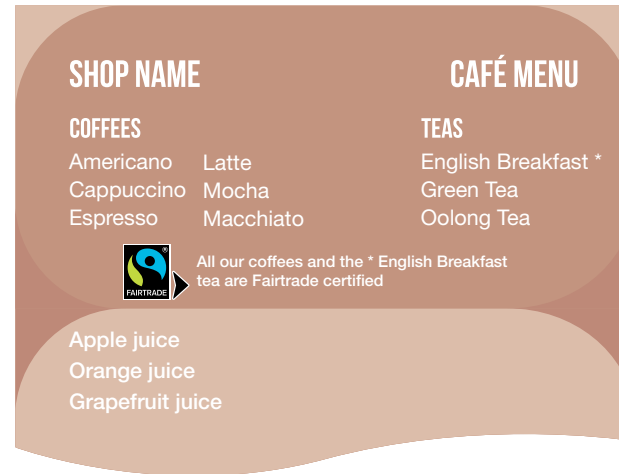 SHOP NAME
CAFÉ MENU
COFFEES
Americano
Cappuccino
Espresso
Latte
Mocha
Macchiato
TEAS
English Breakfast *
Green Tea
Oolong Tea
FAIRTRADE
®
All our coffees and the * English Breakfast
tea are Fairtrade certified
Apple juice
Orange juice
Grapefruit juice